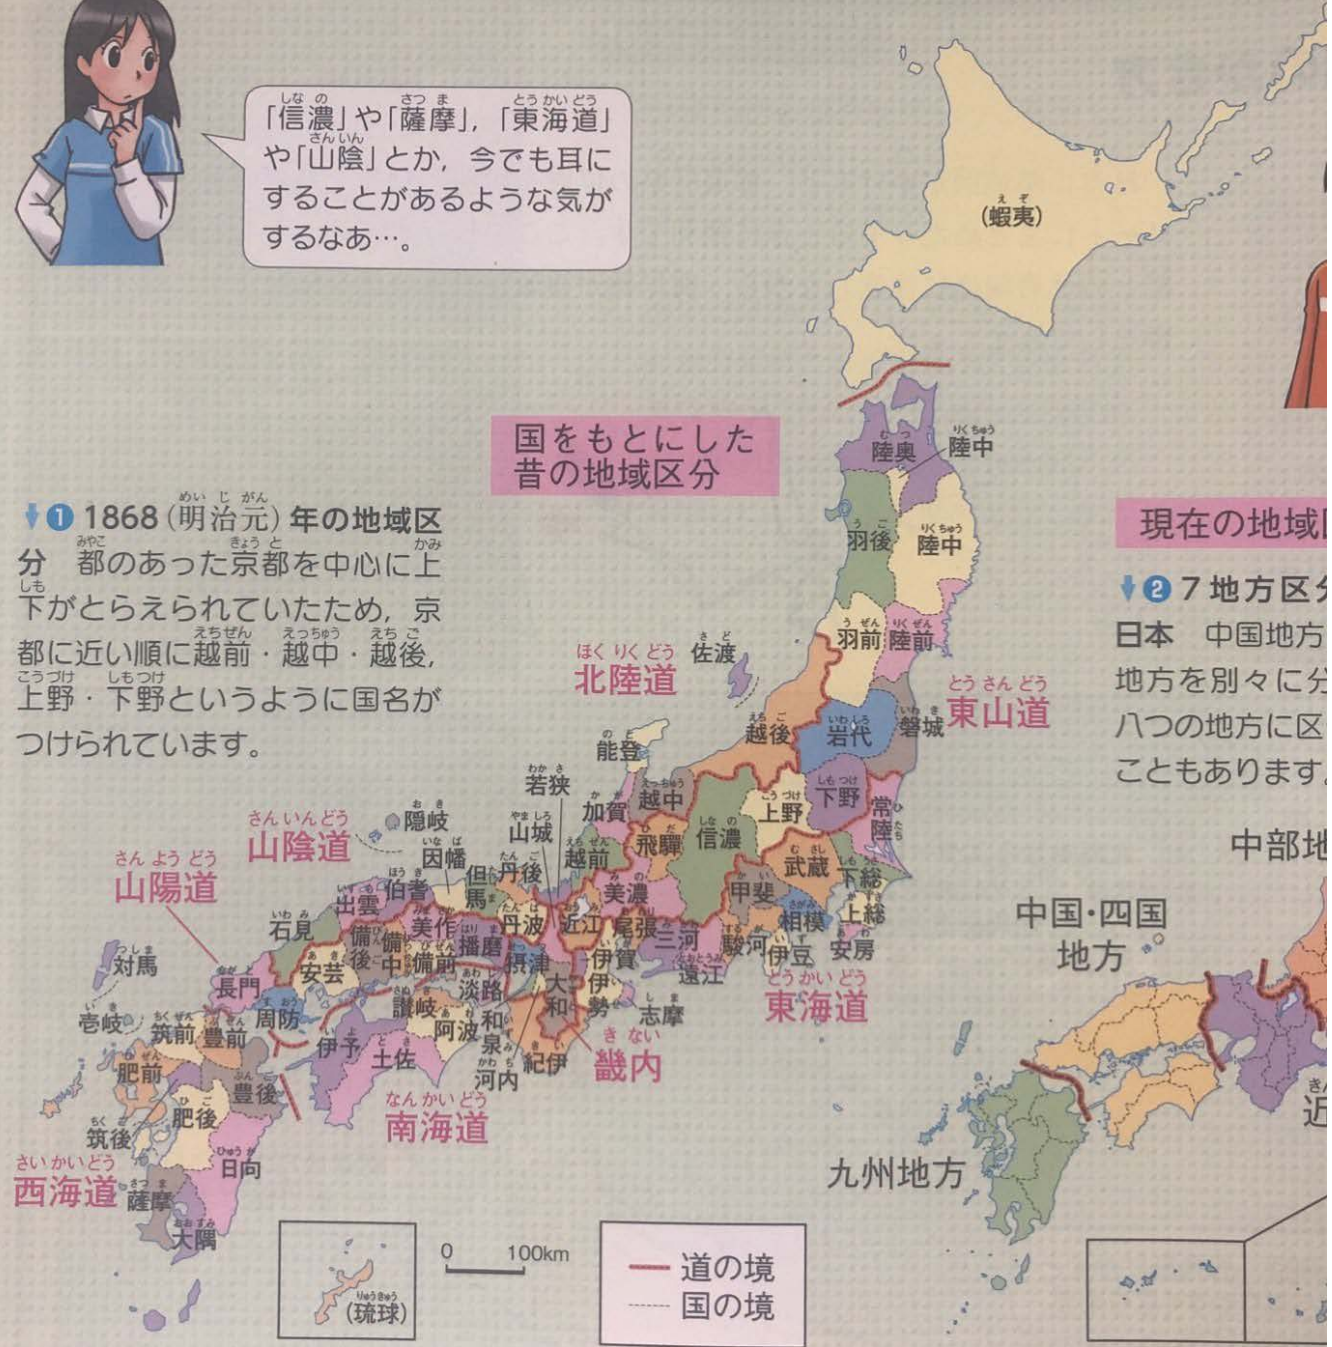 「信濃」や「薩摩」，「東海道」
や「山陰」とか，今でも耳に
することがあるような気が
するなあ…。
国をもとにした
昔の地域区分
❶ 1868（明治元）年の地域区
分　都のあった京都を中心に上
下がとらえられていたため，京
都に近い順に越前・越中・越後，
上野・下野というように国名が
つけられています。
(蝦夷)
陸奥
陸中
羽後
陸中
羽前
陸前
北陸道
佐渡
東山道
越後
岩代
磐城
能登
若狭
加賀
越中
上野
下野
常陸
山陰道
隠岐
山城
越前
飛驒
信濃
山陽道
因幡
丹後
武蔵
下総
伯耆
但馬
美濃
甲斐
出雲
美作
丹波
近江
尾張
相模
上総
石見
備後
備中
備前
播磨
摂津
伊賀
三河
駿河
伊豆
安房
対馬
安芸
遠江
長門
淡路
大和
伊勢
東海道
壱岐
周防
讃岐
志摩
筑前
豊前
伊予
阿波
和泉
畿内
肥前
土佐
河内
紀伊
豊後
南海道
肥後
筑後
日向
西海道
薩摩
大隅
(琉球)
0 100km
道の境
国の境
現在の地域
❷ 7地方区
日本　中国地方
地方を別々に分
八つの地方に区
こともあります。
中部地
中国・四国
地方
近
九州地方